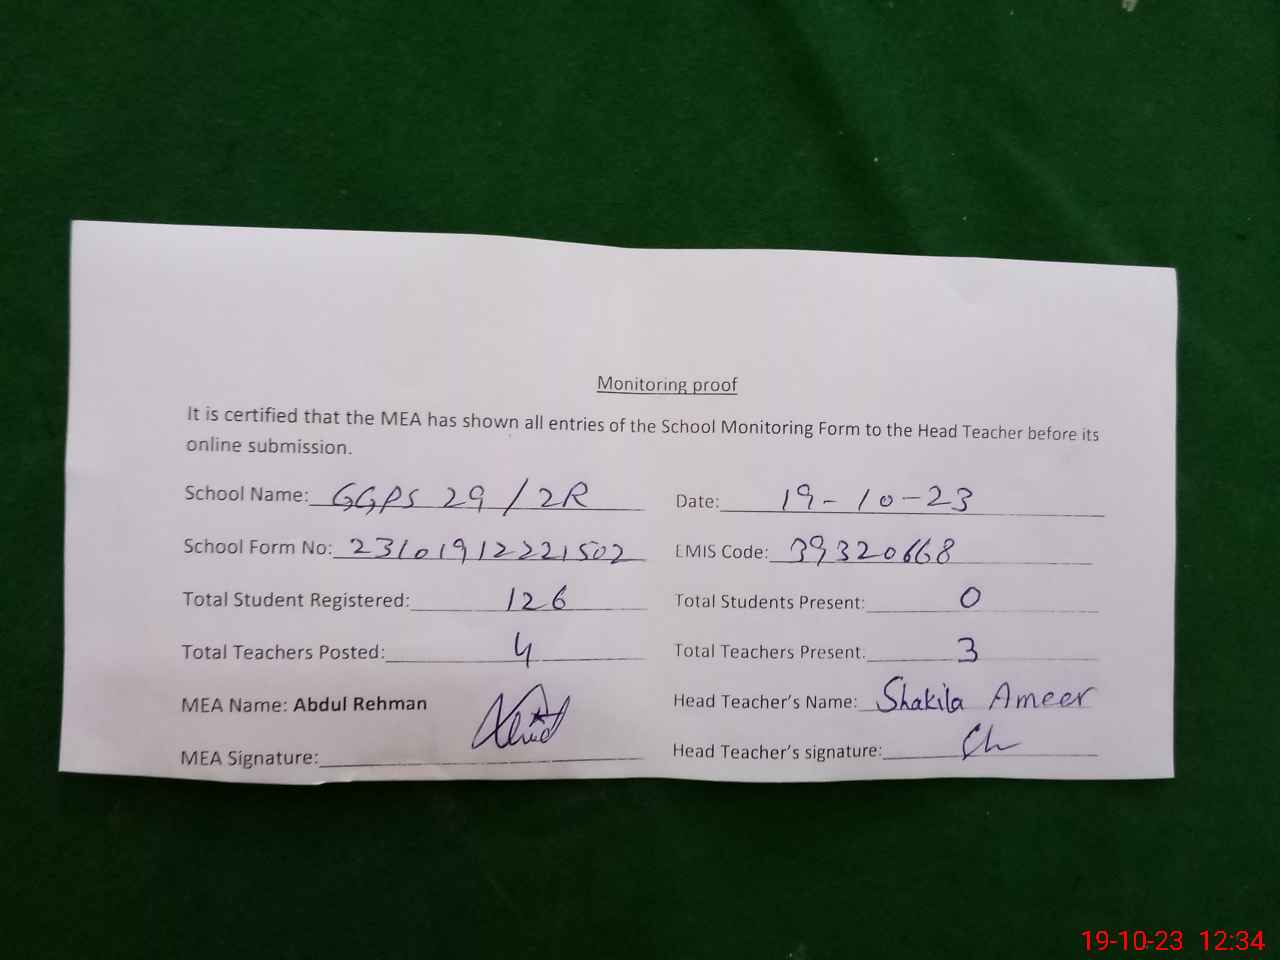 Monitoring proof
It is certified that the MEA has shown all entries of the School Monitoring Form to the Head Teacher before its
online submission.
School Name: GGPS 29/2R Date: 19-10-23
School Form No: 23101912221502 EMIS Code: 39320668
Total Student Registered: 126 Total Students Present: 0
Total Teachers Posted: 4 Total Teachers Present: 3
MEA Name: Abdul Rehman Head Teacher's Name: Shakila Ameer
MEA Signature: Head Teacher's signature:
19-10-23 12:34